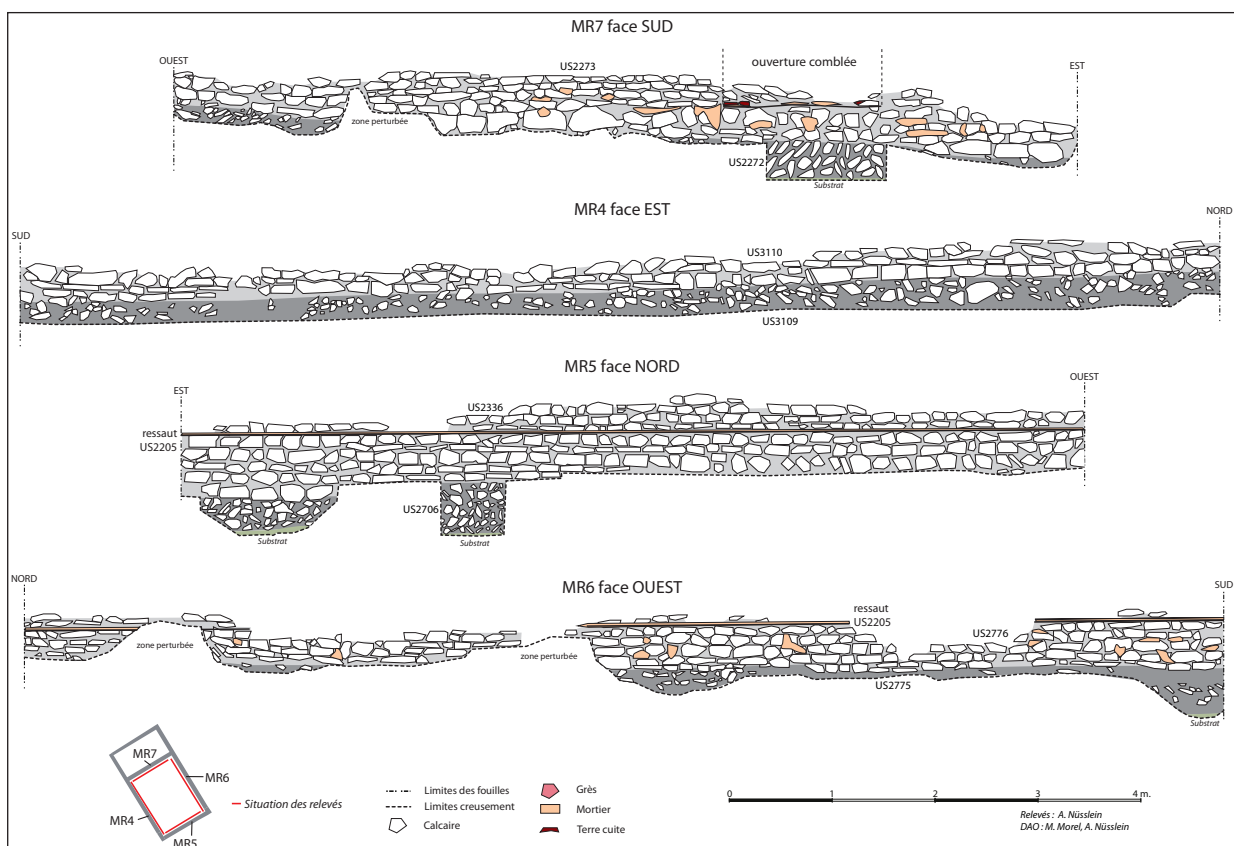 MR7 face SUD
OUEST
US2273
ouverture comblée
EST
zone perturbée
US2272
Substrat
MR4 face EST
SUD
NORD
US3110
US3109
MR5 face NORD
EST
OUEST
US2336
ressaut
US2205
US2706
Substrat
Substrat
MR6 face OUEST
NORD
SUD
ressaut
US2205
US2776
zone perturbée
zone perturbée
US2775
Substrat
MR7
MR6
MR4
MR5
Situation des relevés
Limites des fouilles
Limites creusement
Calcaire
Grès
Mortier
Terre cuite
0 1 2 3 4 m.
Relevés : A. Nüsslein
DAO : M. Morel, A. Nüsslein